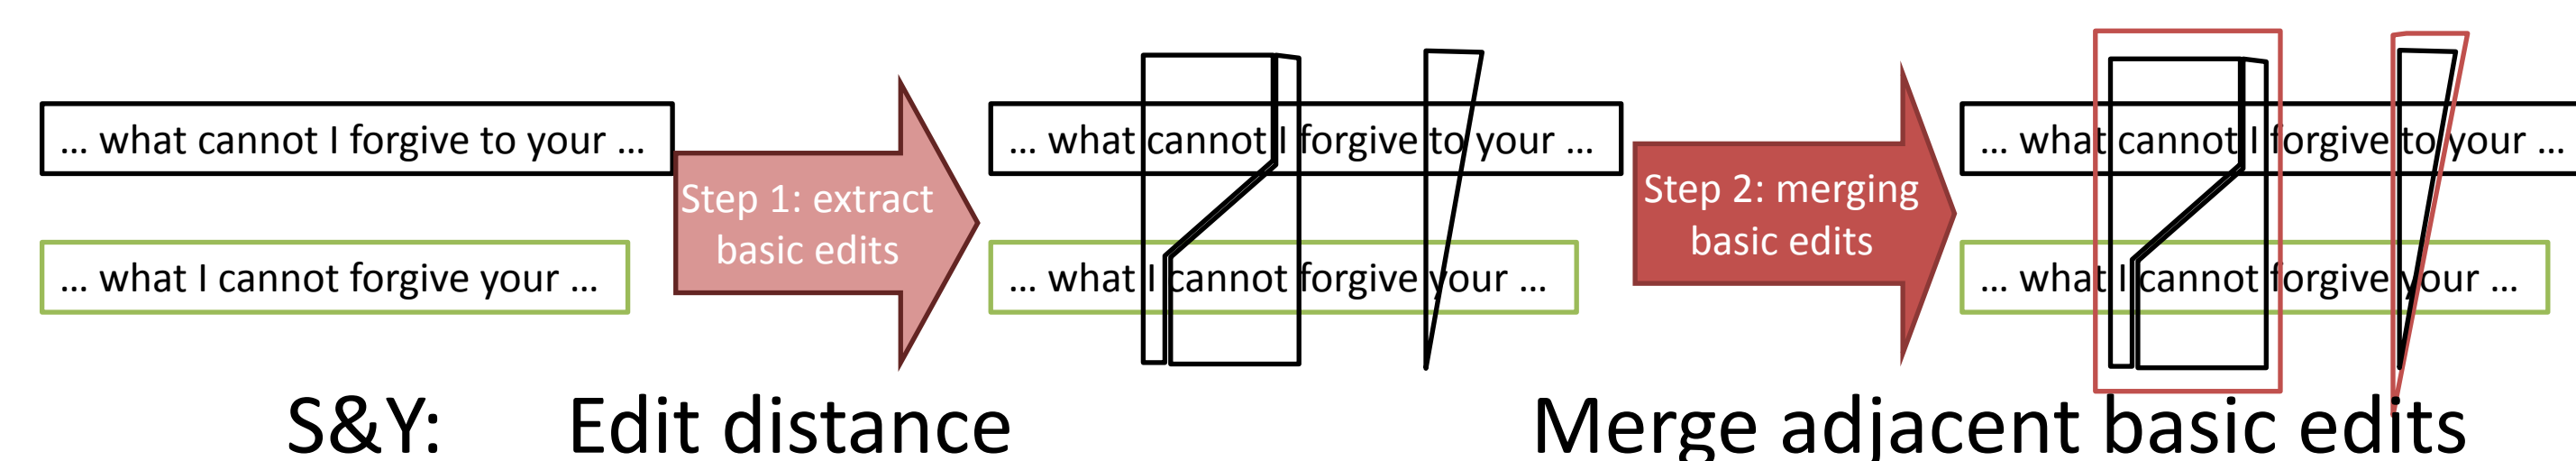 ... what cannot I forgive to your ...
... what I cannot forgive your ...
Step 1: extract
basic edits
... what cannot I forgive to your ...
... what I cannot forgive your ...
Step 2: merging
basic edits
... what cannot I forgive to your ...
... what I cannot forgive your ...
S&Y: Edit distance
Merge adjacent basic edits